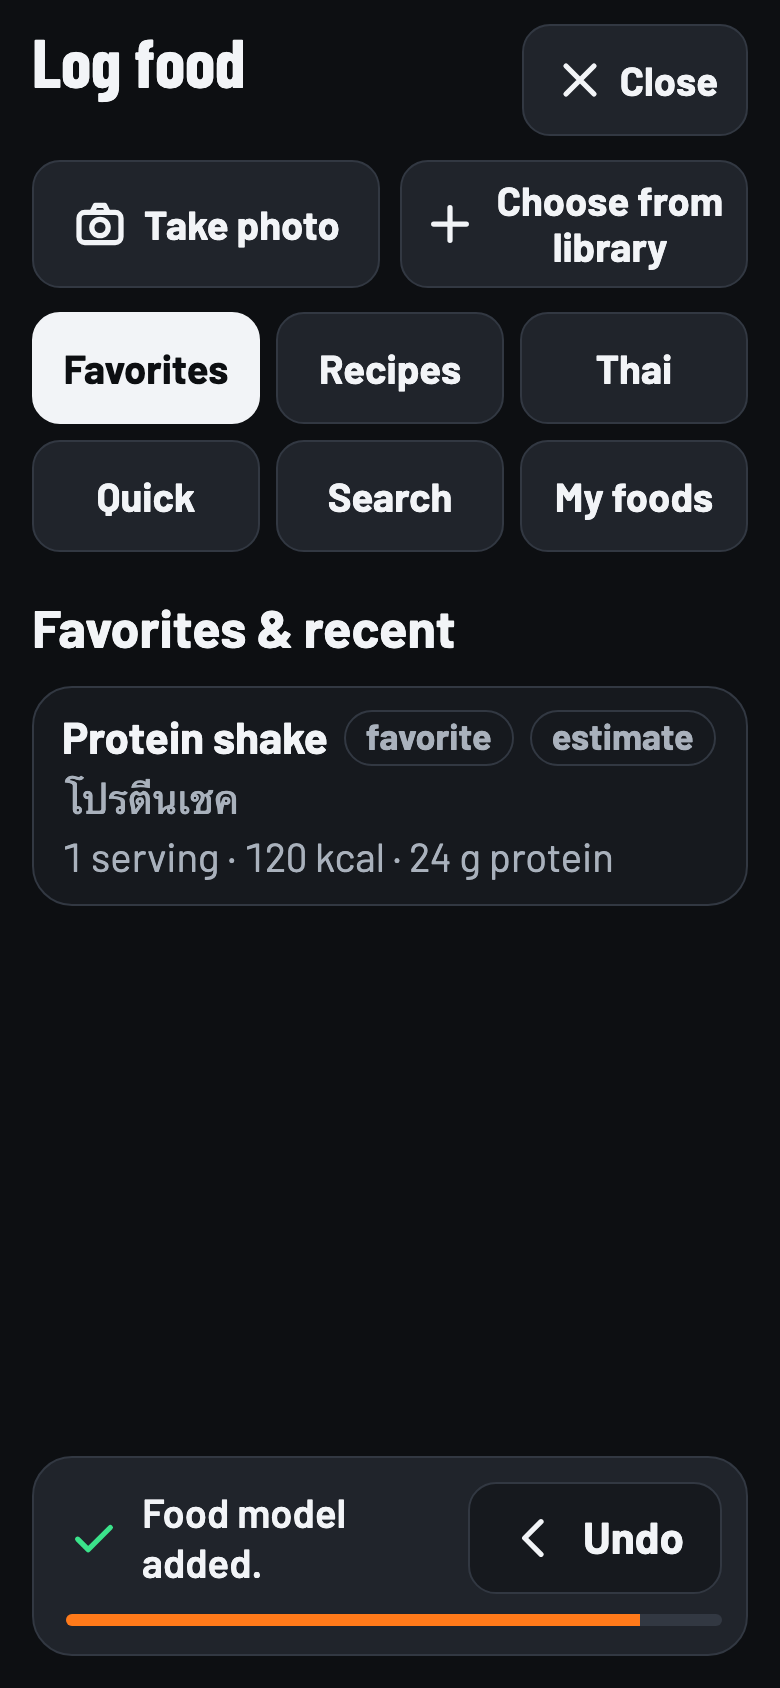 Log food
Close
Take photo
Choose from
library
Favorites
Recipes
Thai
Quick
Search
My foods
Favorites & recent
Protein shake favorite estimate
โปรตีนเชค
1 serving · 120 kcal · 24 g protein
Food model
added.
Undo